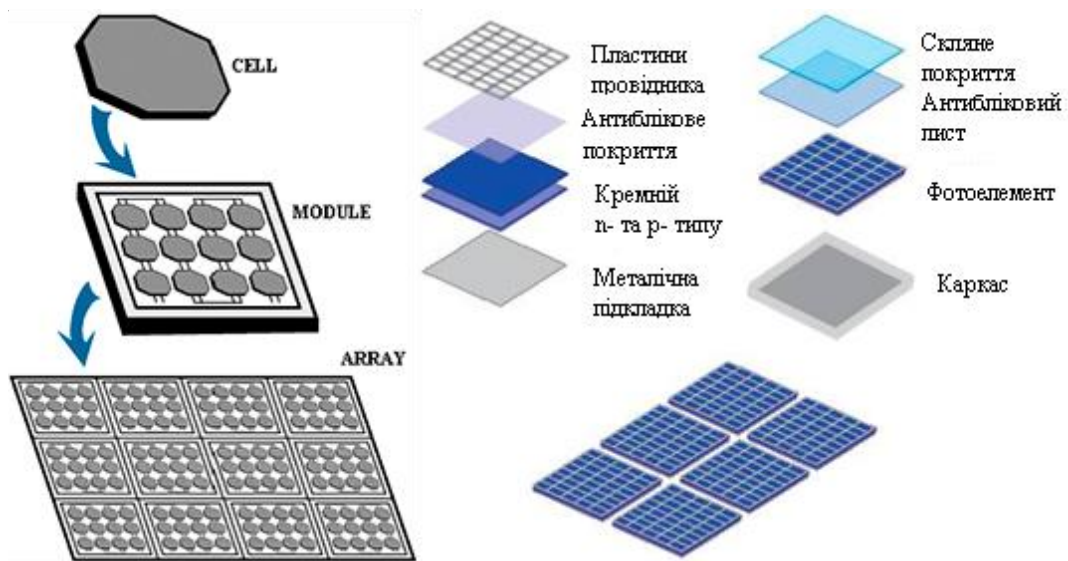 CELL
MODULE
ARRAY
Пластини
провідника
Антиблікове
покриття
Кремній
n- та p- типу
Металічна
підкладка
Скляне
покриття
Антибліковий
лист
Фотоелемент
Каркас